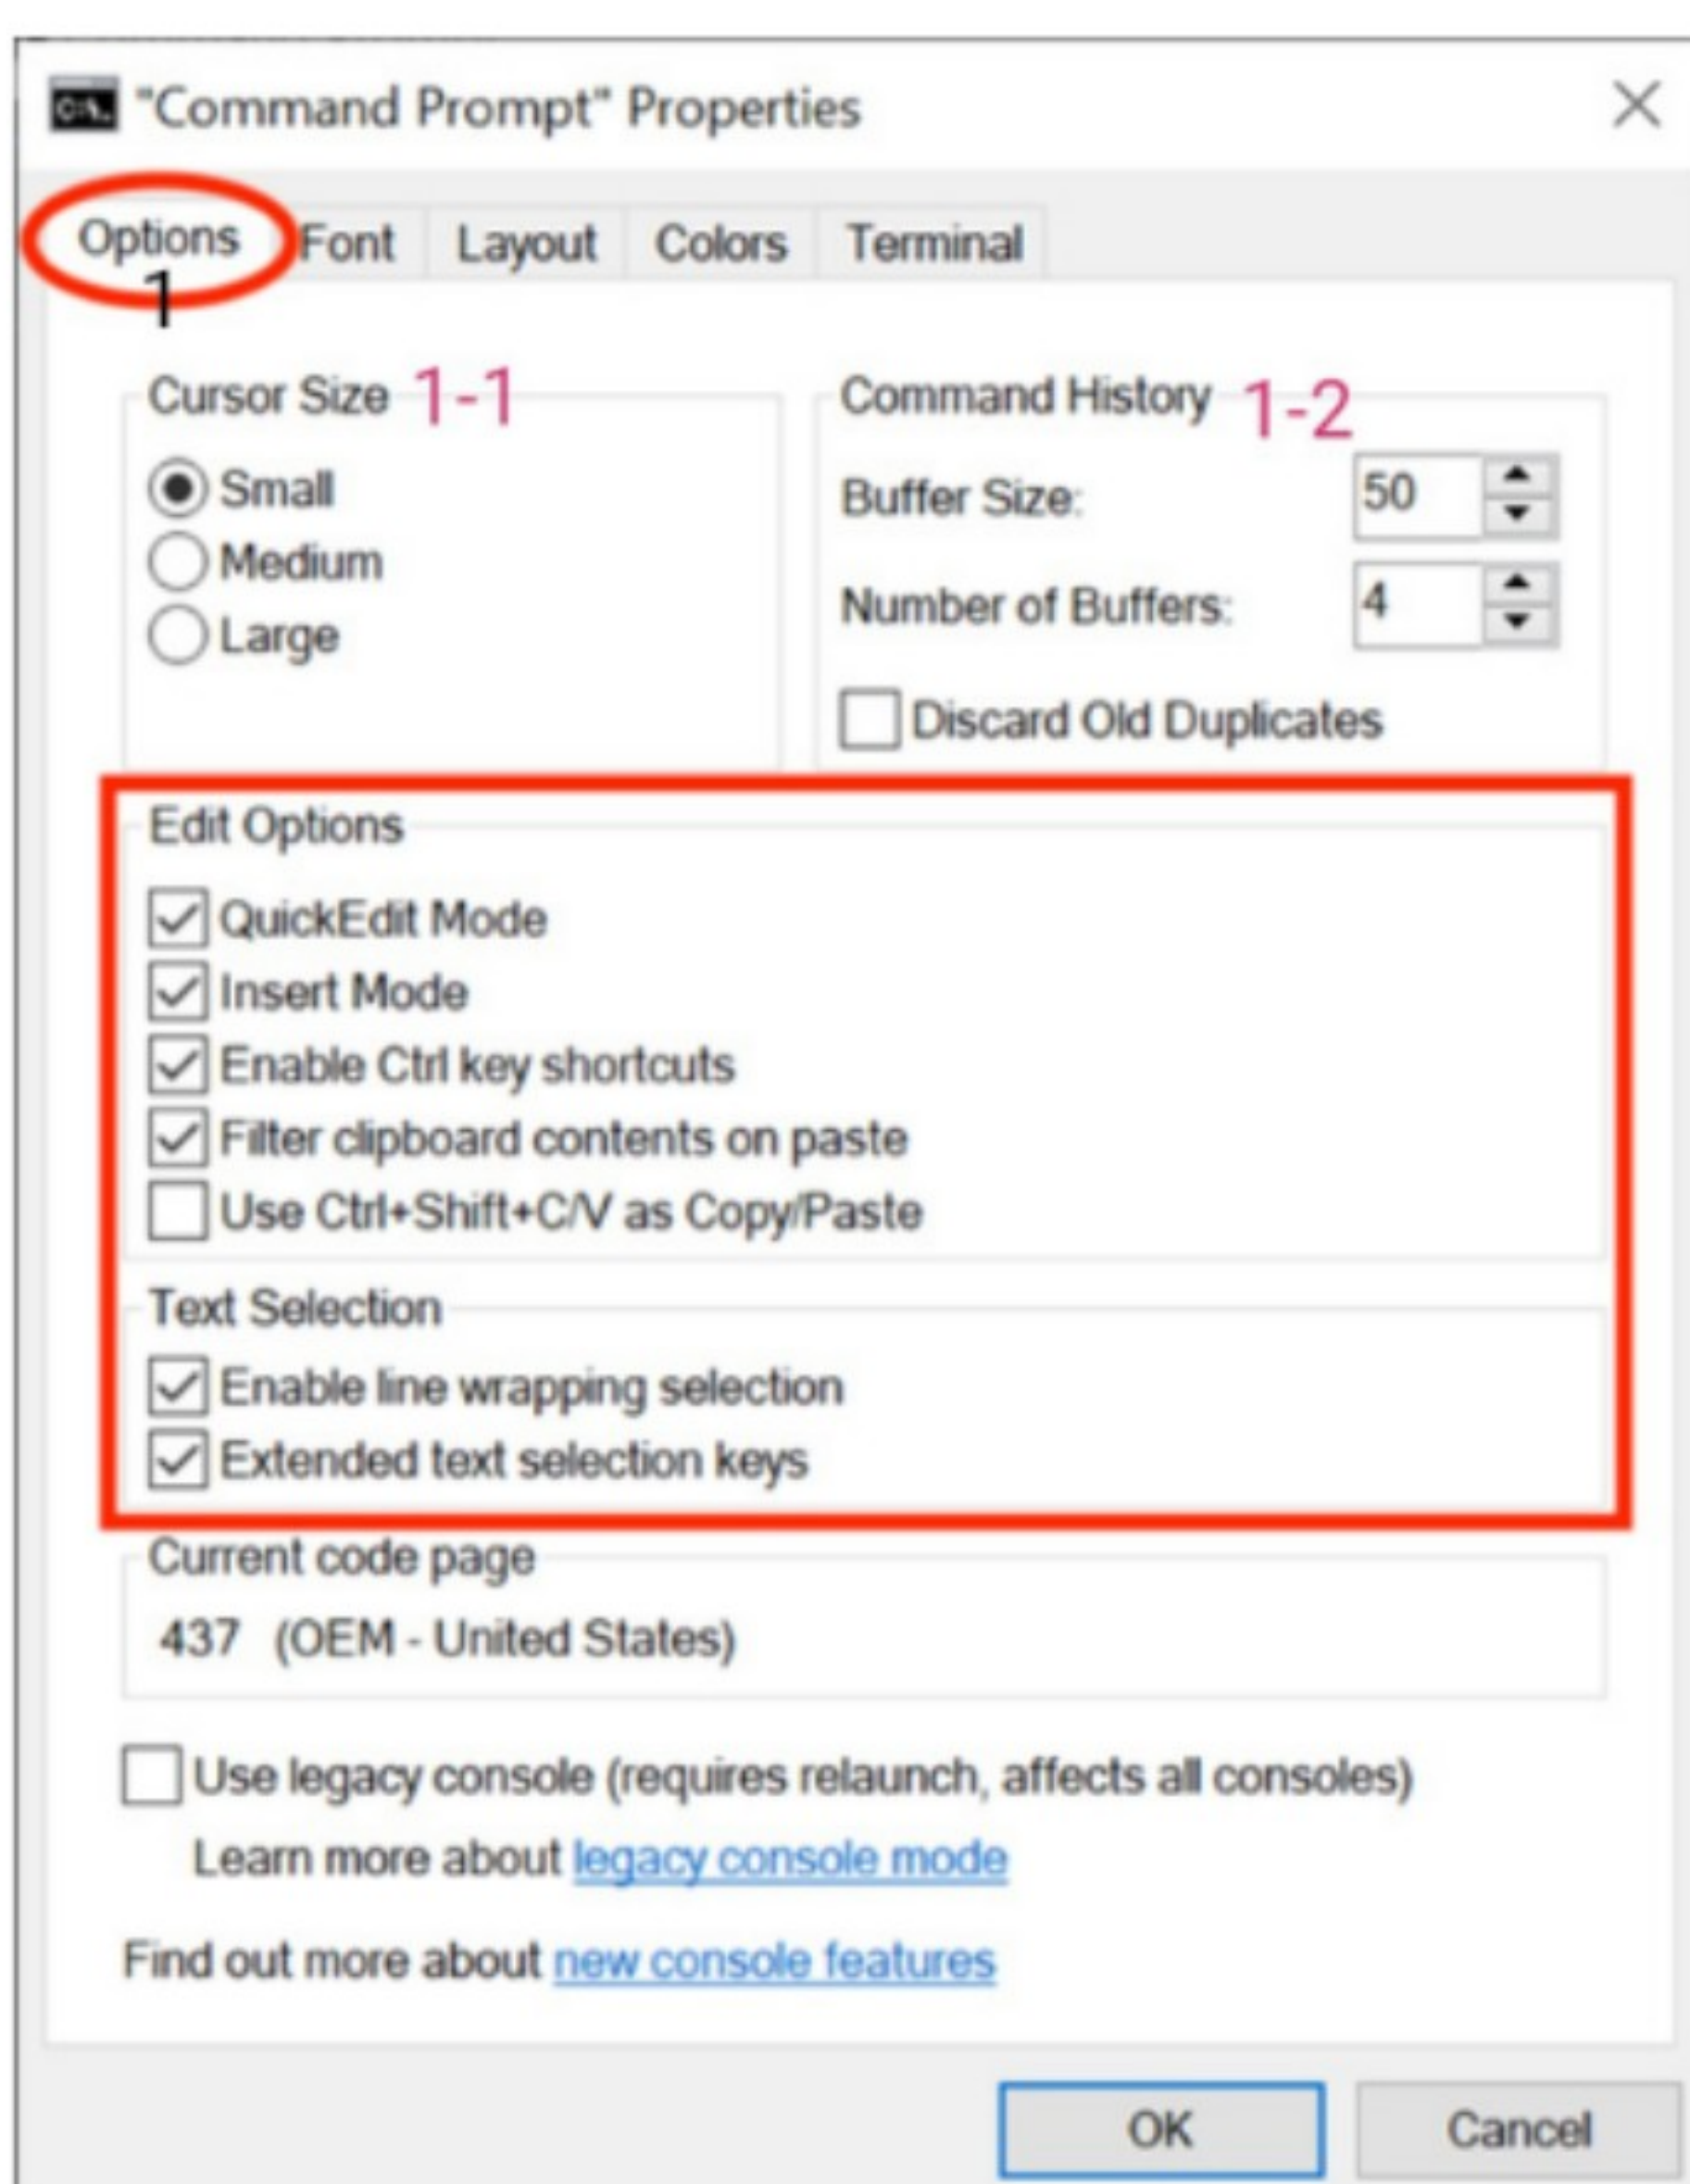 "Command Prompt" Properties
Options Font Layout Colors Terminal
1
Cursor Size 1-1
Small
Medium
Large
Command History 1-2
Buffer Size: 50
Number of Buffers: 4
Discard Old Duplicates
Edit Options
QuickEdit Mode
Insert Mode
Enable Ctrl key shortcuts
Filter clipboard contents on paste
Use Ctrl+Shift+C/V as Copy/Paste
Text Selection
Enable line wrapping selection
Extended text selection keys
Current code page
437 (OEM - United States)
Use legacy console (requires relaunch, affects all consoles)
Learn more about legacy console mode
Find out more about new console features
OK Cancel